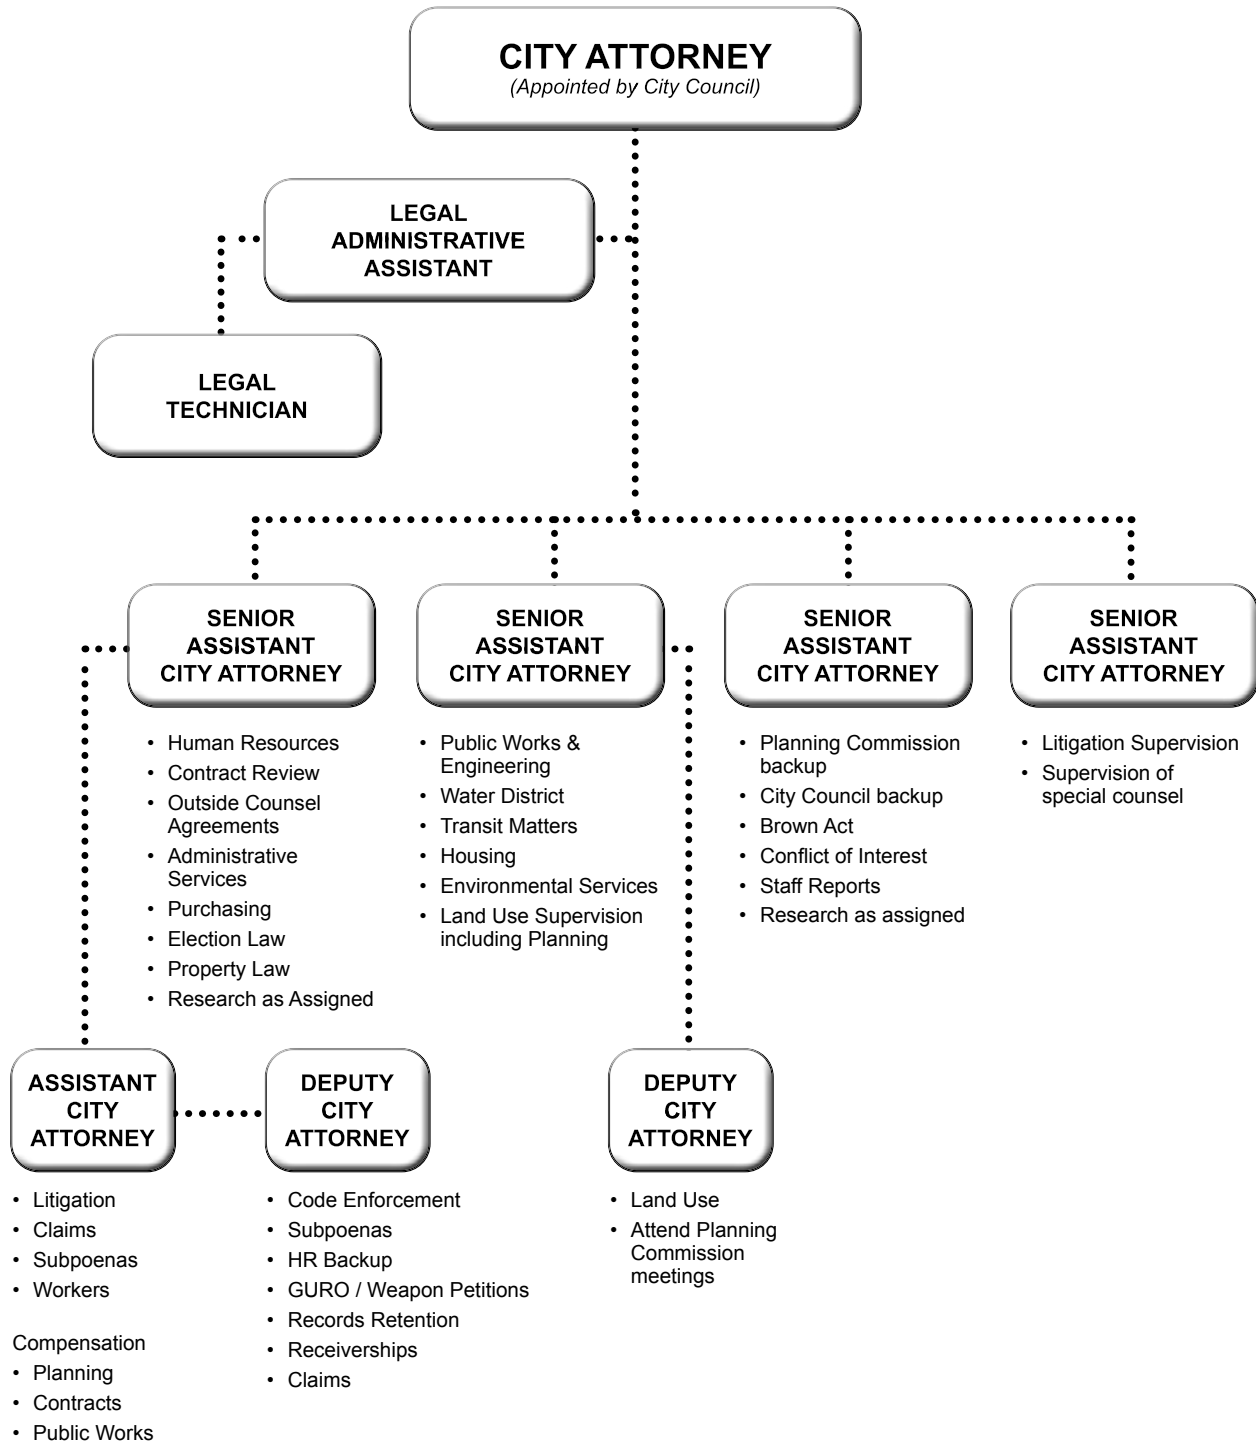 CITY ATTORNEY
(Appointed by City Council)
LEGAL
ADMINISTRATIVE
ASSISTANT
LEGAL
TECHNICIAN
SENIOR
ASSISTANT
CITY ATTORNEY
• Human Resources
• Contract Review
• Outside Counsel
Agreements
• Administrative
Services
• Purchasing
• Election Law
• Property Law
• Research as Assigned
SENIOR
ASSISTANT
CITY ATTORNEY
• Public Works &
Engineering
• Water District
• Transit Matters
• Housing
• Environmental Services
• Land Use Supervision
including Planning
SENIOR
ASSISTANT
CITY ATTORNEY
• Planning Commission
backup
• City Council backup
• Brown Act
• Conflict of Interest
• Staff Reports
• Research as assigned
SENIOR
ASSISTANT
CITY ATTORNEY
• Litigation Supervision
• Supervision of
special counsel
ASSISTANT
CITY
ATTORNEY
• Litigation
• Claims
• Subpoenas
• Workers
Compensation
• Planning
• Contracts
• Public Works
DEPUTY
CITY
ATTORNEY
• Code Enforcement
• Subpoenas
• HR Backup
• GURO / Weapon Petitions
• Records Retention
• Receiverships
• Claims
DEPUTY
CITY
ATTORNEY
• Land Use
• Attend Planning
Commission
meetings